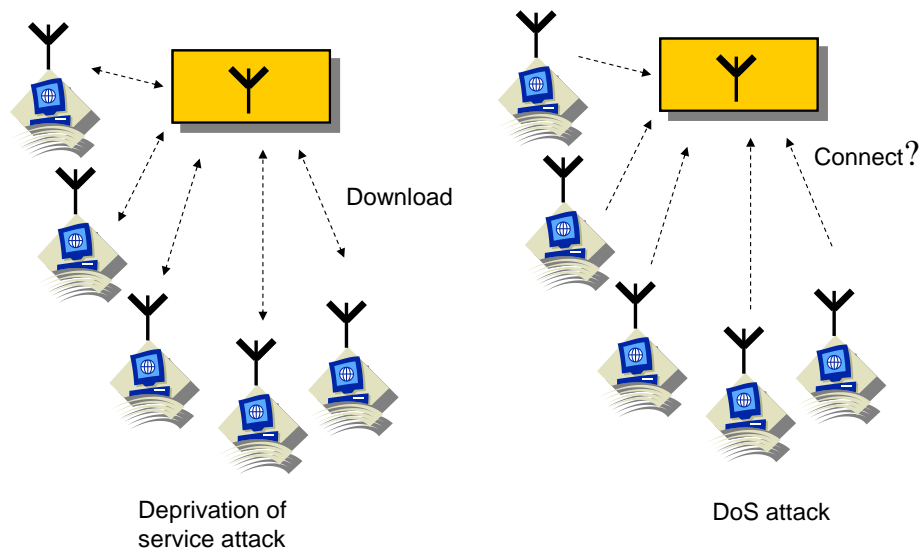 Download
Connect?
Deprivation of
service attack
DoS attack